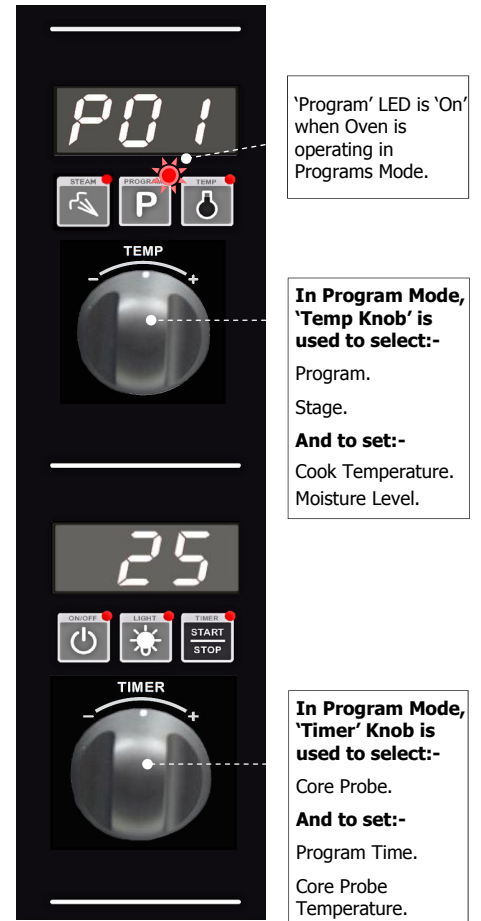 P01
‘Program’ LED is ‘On’
when Oven is
operating in
Programs Mode.
STEAM PROGRAM TEMP
P
TEMP
- +
In Program Mode,
‘Temp Knob’ is
used to select:-
Program.
Stage.
And to set:-
Cook Temperature.
Moisture Level.
25
ON/OFF LIGHT TIMER
START
STOP
TIMER
- +
In Program Mode,
‘Timer’ Knob is
used to select:-
Core Probe.
And to set:-
Program Time.
Core Probe
Temperature.